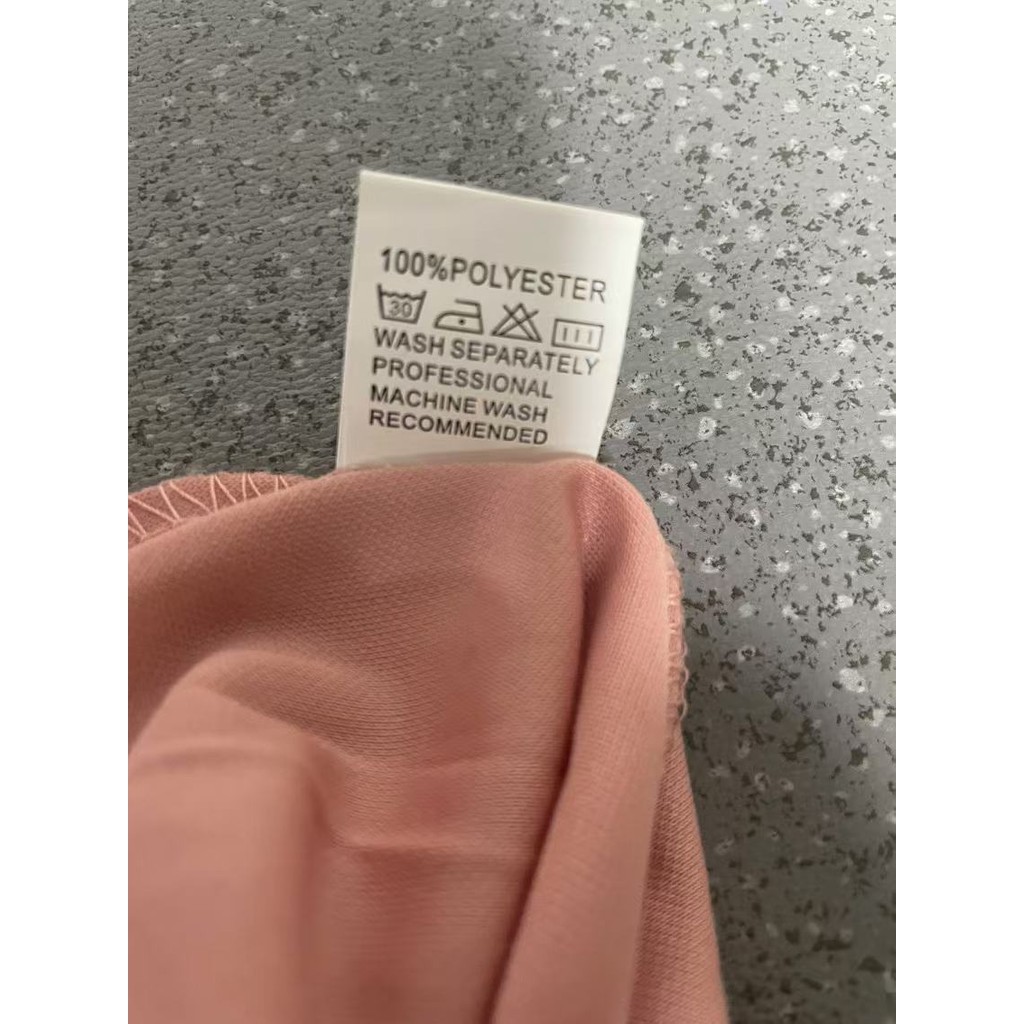 100%POLYESTER
30
WASH SEPARATELY
PROFESSIONAL
MACHINE WASH
RECOMMENDED